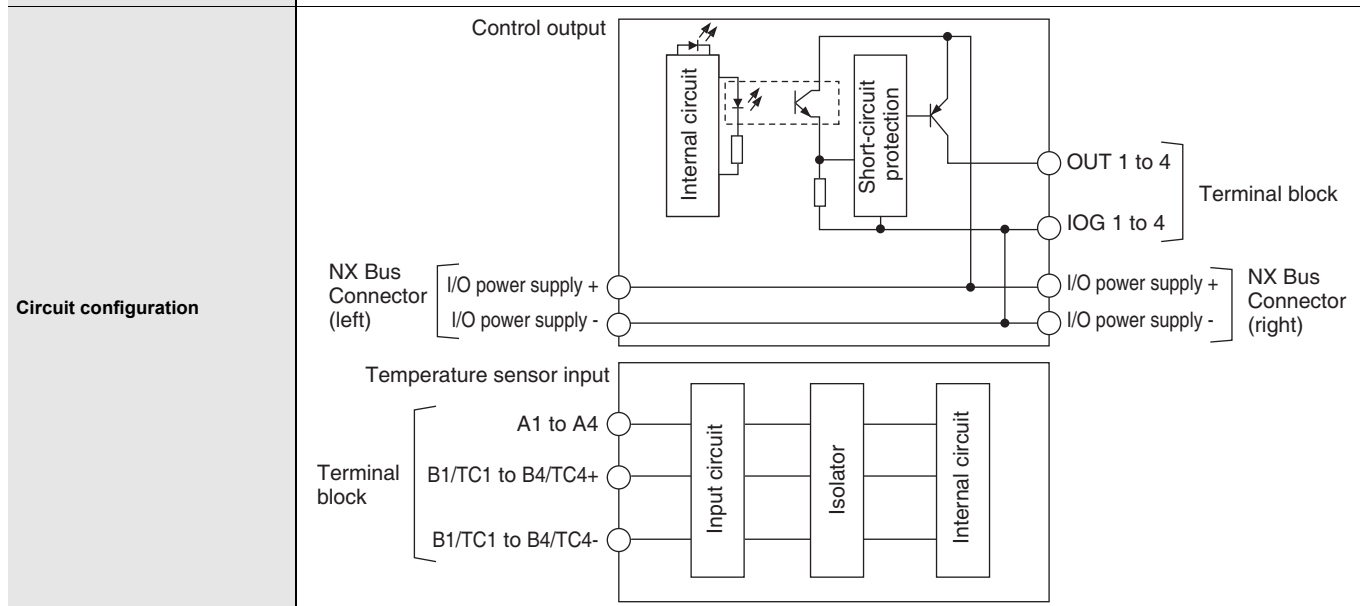 Circuit configuration
Control output
Internal circuit
Short-circuit
protection
OUT 1 to 4
IOG 1 to 4
Terminal block
NX Bus
Connector
(left)
I/O power supply +
I/O power supply -
I/O power supply +
I/O power supply -
NX Bus
Connector
(right)
Temperature sensor input
Terminal
block
A1 to A4
B1/TC1 to B4/TC4+
B1/TC1 to B4/TC4-
Input circuit
Isolator
Internal circuit